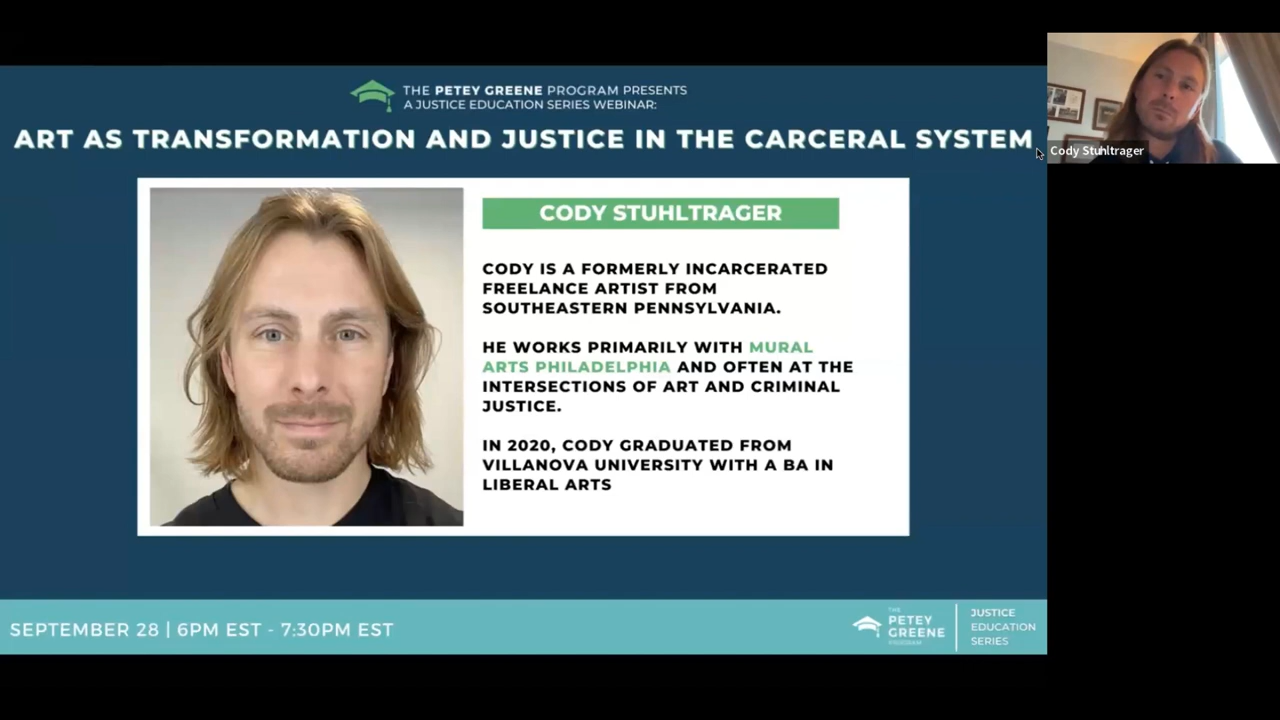 THE PETEY GREENE PROGRAM PRESENTS
A JUSTICE EDUCATION SERIES WEBINAR:
ART AS TRANSFORMATION AND JUSTICE IN THE CARCERAL SYSTEM
Cody Stuhltrager
CODY STUHLTRAGER
CODY IS A FORMERLY INCARCERATED
FREELANCE ARTIST FROM
SOUTHEASTERN PENNSYLVANIA.
HE WORKS PRIMARILY WITH MURAL
ARTS PHILADELPHIA AND OFTEN AT THE
INTERSECTIONS OF ART AND CRIMINAL
JUSTICE.
IN 2020, CODY GRADUATED FROM
VILLANOVA UNIVERSITY WITH A BA IN
LIBERAL ARTS
SEPTEMBER 28 | 6PM EST - 7:30PM EST
THE
PETEY
GREENE
PROGRAM
JUSTICE
EDUCATION
SERIES